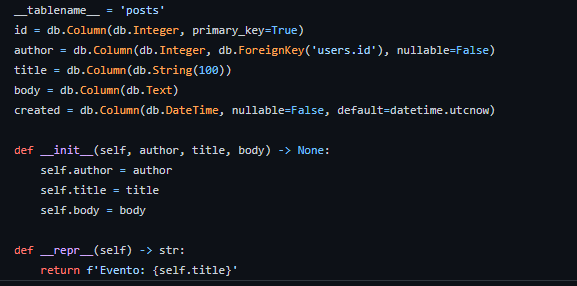 __tablename__ = 'posts'
id = db.Column(db.Integer, primary_key=True)
author = db.Column(db.Integer, db.ForeignKey('users.id'), nullable=False)
title = db.Column(db.String(100))
body = db.Column(db.Text)
created = db.Column(db.DateTime, nullable=False, default=datetime.utcnow)

def __init__(self, author, title, body) -> None:
    self.author = author
    self.title = title
    self.body = body

def __repr__(self) -> str:
    return f'Evento: {self.title}'